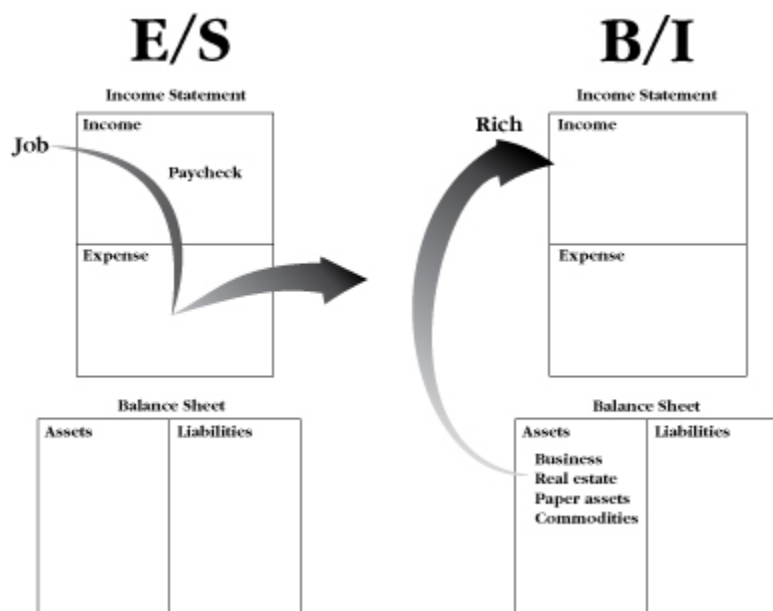 E/S
Income Statement
Income
Job
Paycheck
Expense
Balance Sheet
Assets
Liabilities
B/I
Income Statement
Rich
Income
Expense
Balance Sheet
Assets
Liabilities
Business
Real estate
Paper assets
Commodities